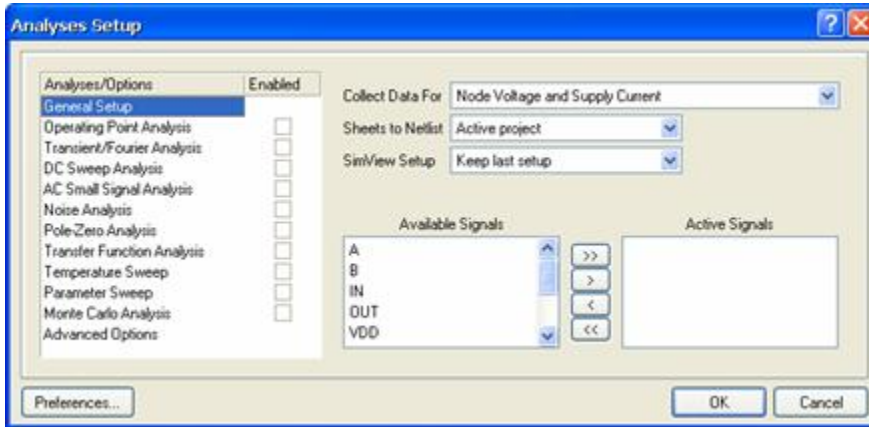 Analyses Setup
Analyses/Options Enabled
General Setup
Operating Point Analysis
Transient/Fourier Analysis
DC Sweep Analysis
AC Small Signal Analysis
Noise Analysis
Pole-Zero Analysis
Transfer Function Analysis
Temperature Sweep
Parameter Sweep
Monte Carlo Analysis
Advanced Options
Collect Data For Node Voltage and Supply Current
Sheets to Netlist Active project
SimView Setup Keep last setup
Available Signals
A
B
IN
OUT
VDD
>>
>
<
<<
Active Signals
Preferences...
OK
Cancel